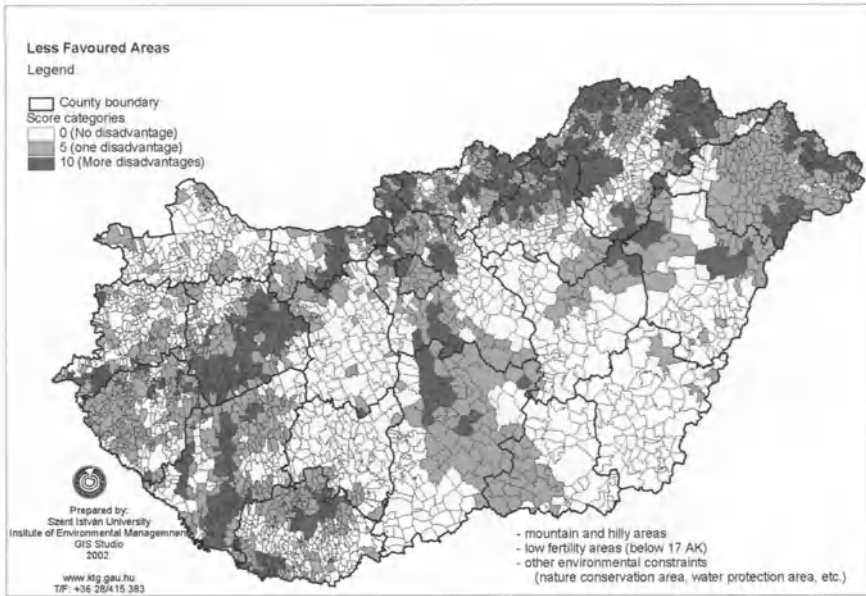 Less Favoured Areas
Legend
County boundary
Score categories
0 (No disadvantage)
5 (one disadvantage)
10 (More disadvantages)
Prepared by:
Szent István University
Insitute of Environmental Managemnent
GIS Studio
2002.
www.ktg.gau.hu
T/F: +36 28/415 383
- mountain and hilly areas
- low fertility areas (below 17 AK)
- other environmental constraints
(nature conservation area, water protection area, etc.)